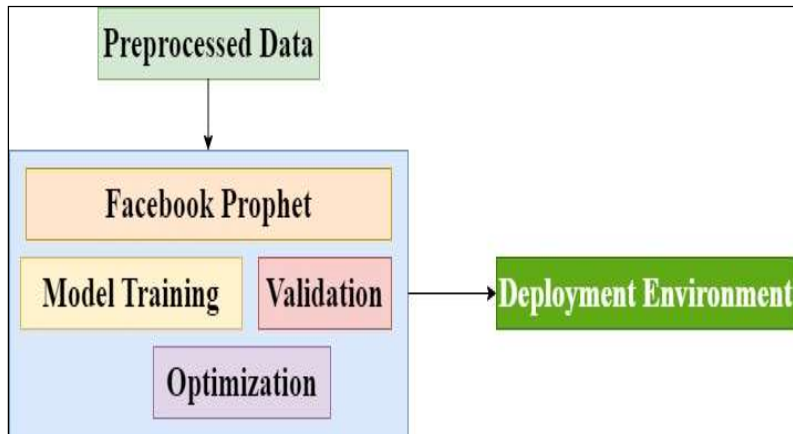 Preprocessed Data
Facebook Prophet
Model Training
Validation
Deployment Environment
Optimization